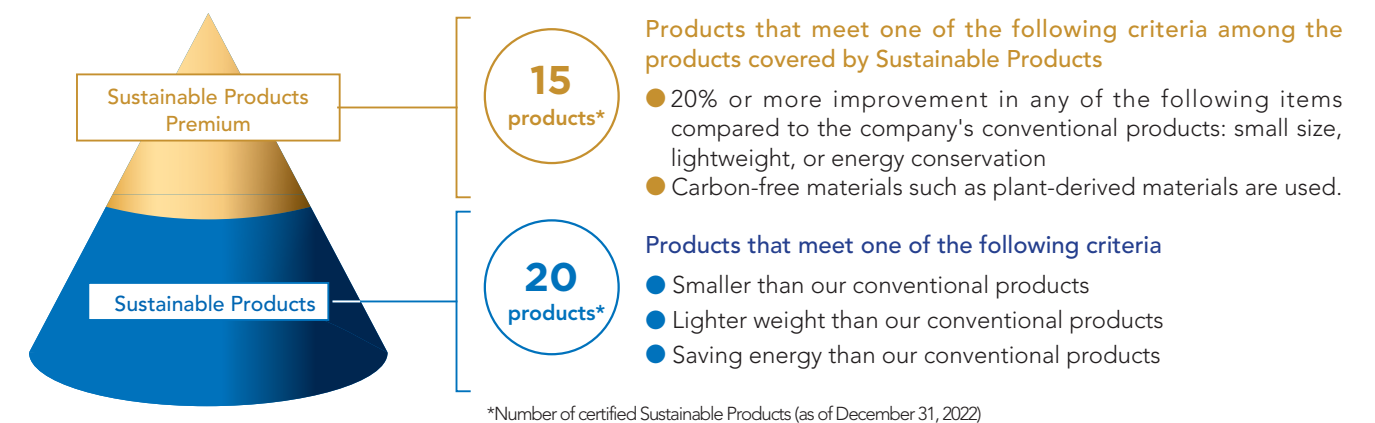 Sustainable Products
Premium
15
products*
Products that meet one of the following criteria among the
products covered by Sustainable Products
● 20% or more improvement in any of the following items
compared to the company's conventional products: small size,
lightweight, or energy conservation
● Carbon-free materials such as plant-derived materials are used.
Sustainable Products
20
products*
Products that meet one of the following criteria
● Smaller than our conventional products
● Lighter weight than our conventional products
● Saving energy than our conventional products
*Number of certified Sustainable Products (as of December 31, 2022)